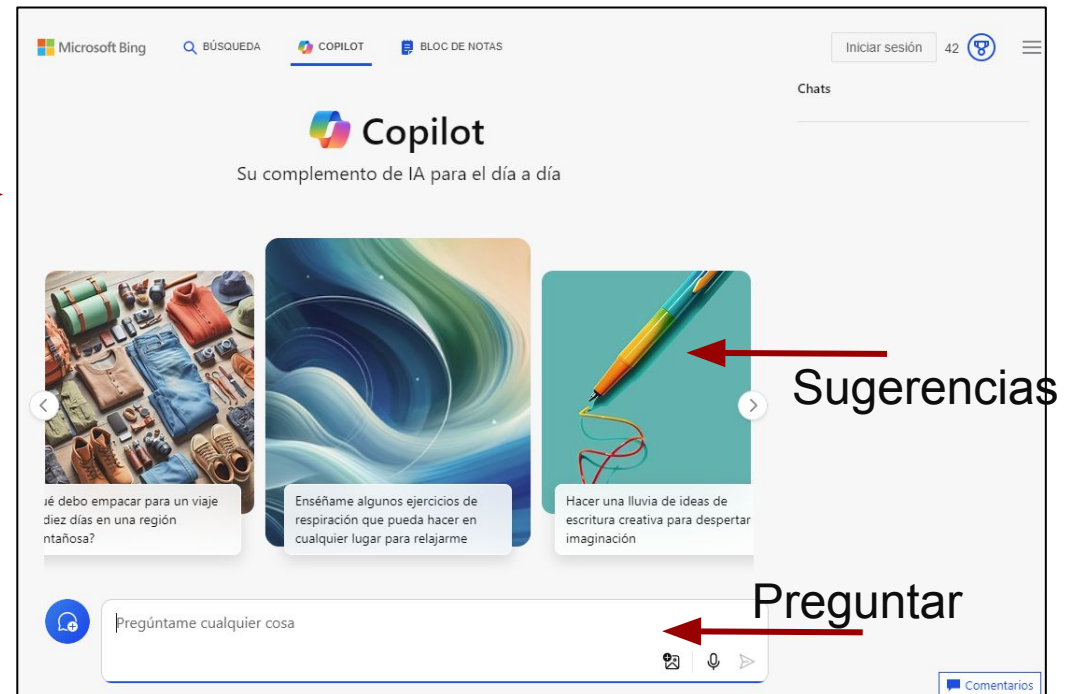 Microsoft Bing BÚSQUEDA COPILOT BLOC DE NOTAS Iniciar sesión 42
Chats
Copilot
Su complemento de IA para el día a día
Sugerencias
ué debo empacar para un viaje
diez días en una región
ntañosa?
Enséñame algunos ejercicios de
respiración que pueda hacer en
cualquier lugar para relajarme
Hacer una lluvia de ideas de
escritura creativa para despertar
imaginación
Preguntar
Pregúntame cualquier cosa
Comentarios